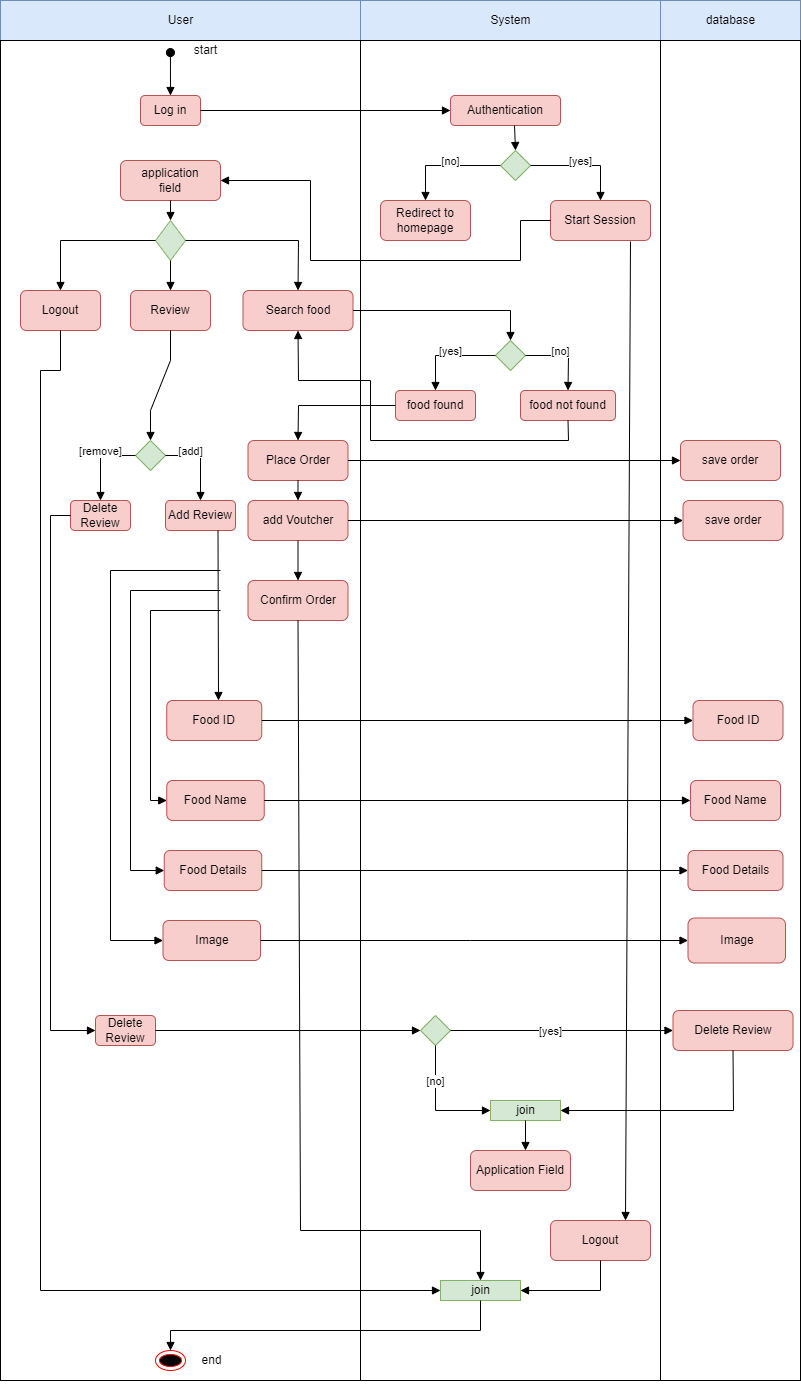 User
System
database
start
Log in
Authentication
[no]
[yes]
application
field
Redirect to
homepage
Start Session
Logout
Review
Search food
[yes]
[no]
food found
food not found
[remove]
[add]
Place Order
save order
Delete
Review
Add Review
add Voutcher
save order
Confirm Order
Food ID
Food ID
Food Name
Food Name
Food Details
Food Details
Image
Image
Delete
Review
[yes]
Delete Review
[no]
join
Application Field
Logout
join
end